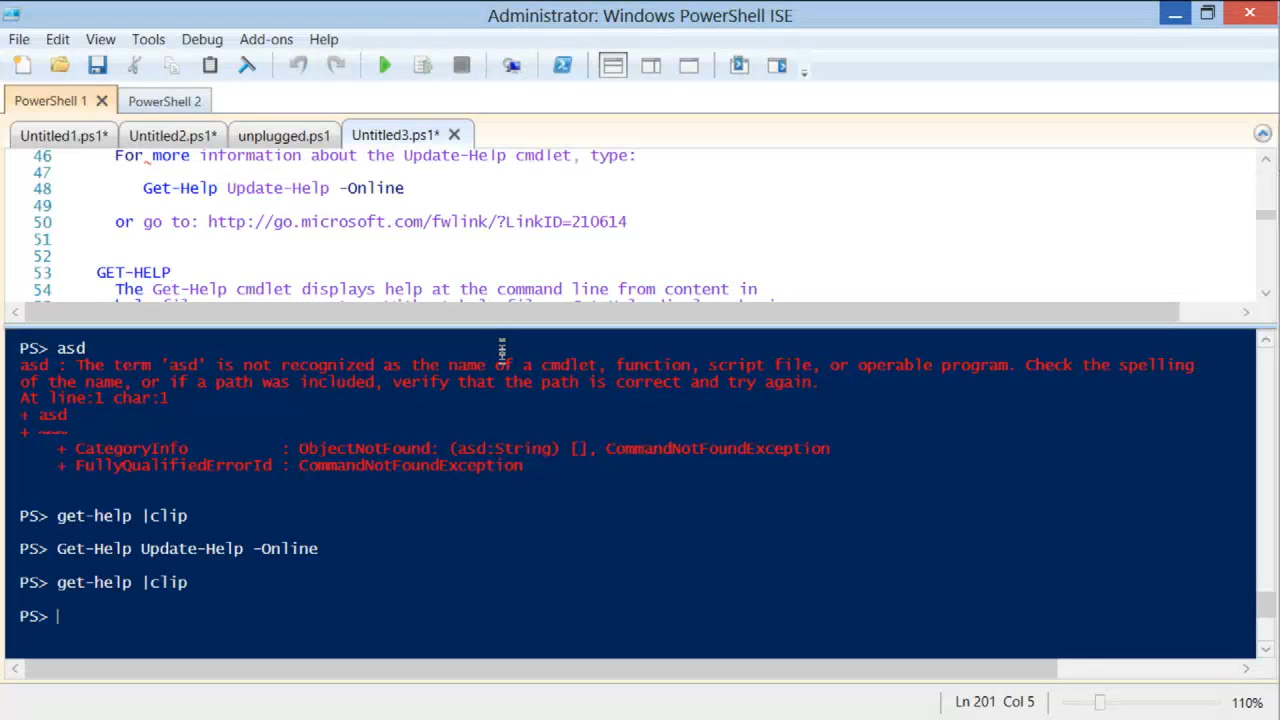 Administrator: Windows PowerShell ISE
File Edit View Tools Debug Add-ons Help
PowerShell 1 PowerShell 2
Untitled1.ps1* Untitled2.ps1* unplugged.ps1 Untitled3.ps1*
46 For more information about the Update-Help cmdlet, type:
47
48 Get-Help Update-Help -Online
49
50 or go to: http://go.microsoft.com/fwlink/?LinkID=210614
51
52
53 GET-HELP
54 The Get-Help cmdlet displays help at the command line from content in
PS> asd
asd : The term 'asd' is not recognized as the name of a cmdlet, function, script file, or operable program. Check the spelling
of the name, or if a path was included, verify that the path is correct and try again.
At line:1 char:1
+ asd
+ ~~~
+ CategoryInfo : ObjectNotFound: (asd:String) [], CommandNotFoundException
+ FullyQualifiedErrorId : CommandNotFoundException
PS> get-help |clip
PS> Get-Help Update-Help -Online
PS> get-help |clip
PS>
Ln 201 Col 5 110%